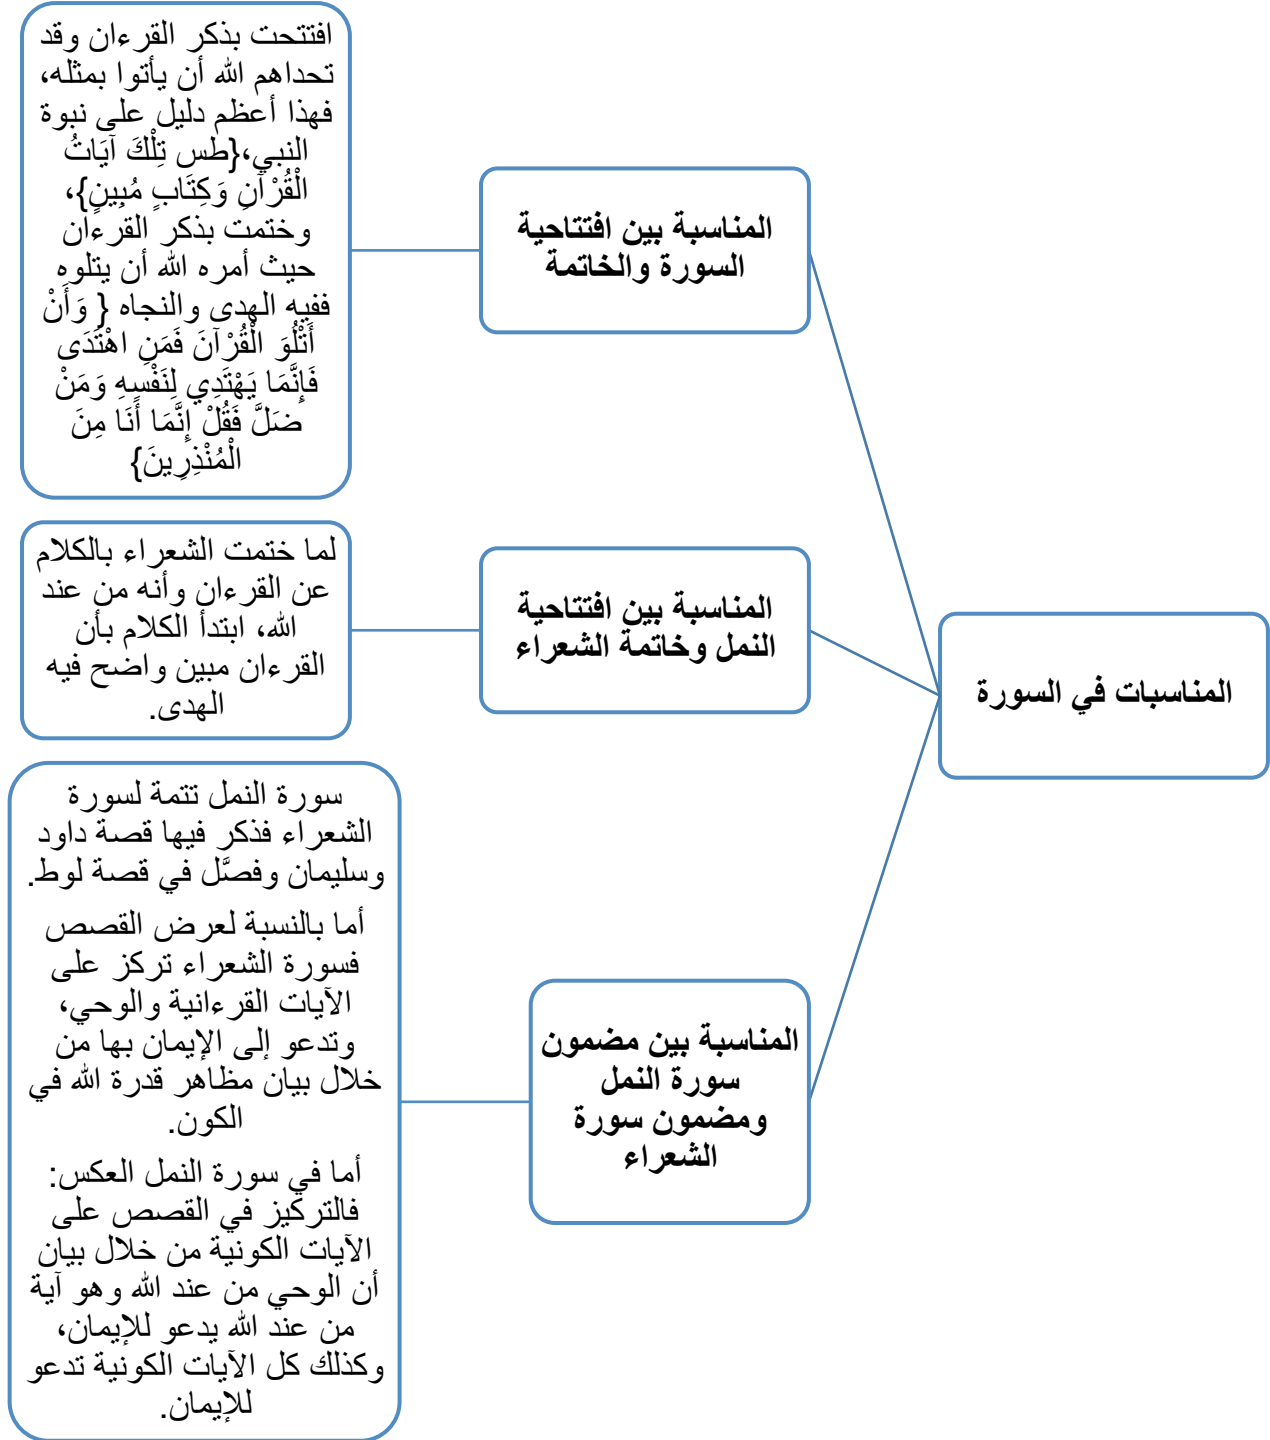 المناسبات في السورة
المناسبة بين افتتاحية
السورة والخاتمة
افتتحت بذكر القرءان وقد
تحداهم الله أن يأتوا بمثله،
فهذا أعظم دليل على نبوة
النبي،{طس تِلْكَ آيَاتُ
الْقُرْآنِ وَكِتَابٍ مُبِينٍ}،
وختمت بذكر القرءان
حيث أمره الله أن يتلوه
ففيه الهدى والنجاه { وَأَنْ
أَتْلُوَ الْقُرْآنَ فَمَنِ اهْتَدَى
فَإِنَّمَا يَهْتَدِي لِنَفْسِهِ وَمَنْ
ضَلَّ فَقُلْ إِنَّمَا أَنَا مِنَ
الْمُنْذِرِينَ}
المناسبة بين افتتاحية
النمل وخاتمة الشعراء
لما ختمت الشعراء بالكلام
عن القرءان وأنه من عند
الله، ابتدأ الكلام بأن
القرءان مبين واضح فيه
الهدى.
المناسبة بين مضمون
سورة النمل
ومضمون سورة
الشعراء
سورة النمل تتمة لسورة
الشعراء فذكر فيها قصة داود
وسليمان وفصَّل في قصة لوط.
أما بالنسبة لعرض القصص
فسورة الشعراء تركز على
الآيات القرءانية والوحي،
وتدعو إلى الإيمان بها من
خلال بيان مظاهر قدرة الله في
الكون.
أما في سورة النمل العكس:
فالتركيز في القصص على
الآيات الكونية من خلال بيان
أن الوحي من عند الله وهو آية
من عند الله يدعو للإيمان،
وكذلك كل الآيات الكونية تدعو
للإيمان.